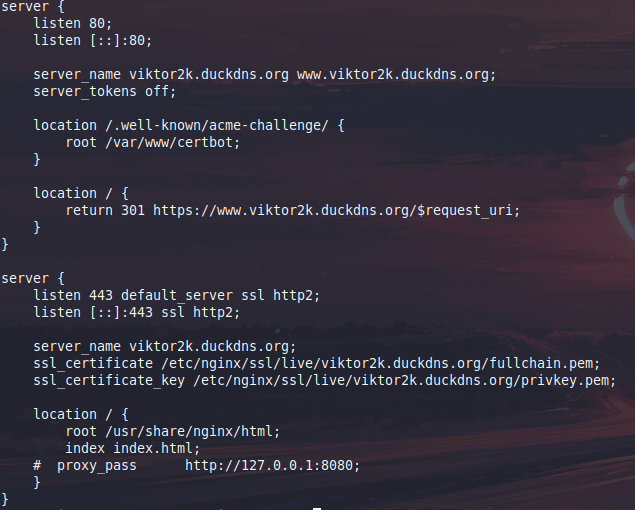 server {
    listen 80;
    listen [::]:80;

    server_name viktor2k.duckdns.org www.viktor2k.duckdns.org;
    server_tokens off;

    location /.well-known/acme-challenge/ {
        root /var/www/certbot;
    }

    location / {
        return 301 https://www.viktor2k.duckdns.org/$request_uri;
    }
}

server {
    listen 443 default_server ssl http2;
    listen [::]:443 ssl http2;

    server_name viktor2k.duckdns.org;
    ssl_certificate /etc/nginx/ssl/live/viktor2k.duckdns.org/fullchain.pem;
    ssl_certificate_key /etc/nginx/ssl/live/viktor2k.duckdns.org/privkey.pem;

    location / {
        root /usr/share/nginx/html;
        index index.html;
    #  proxy_pass      http://127.0.0.1:8080;
    }
}